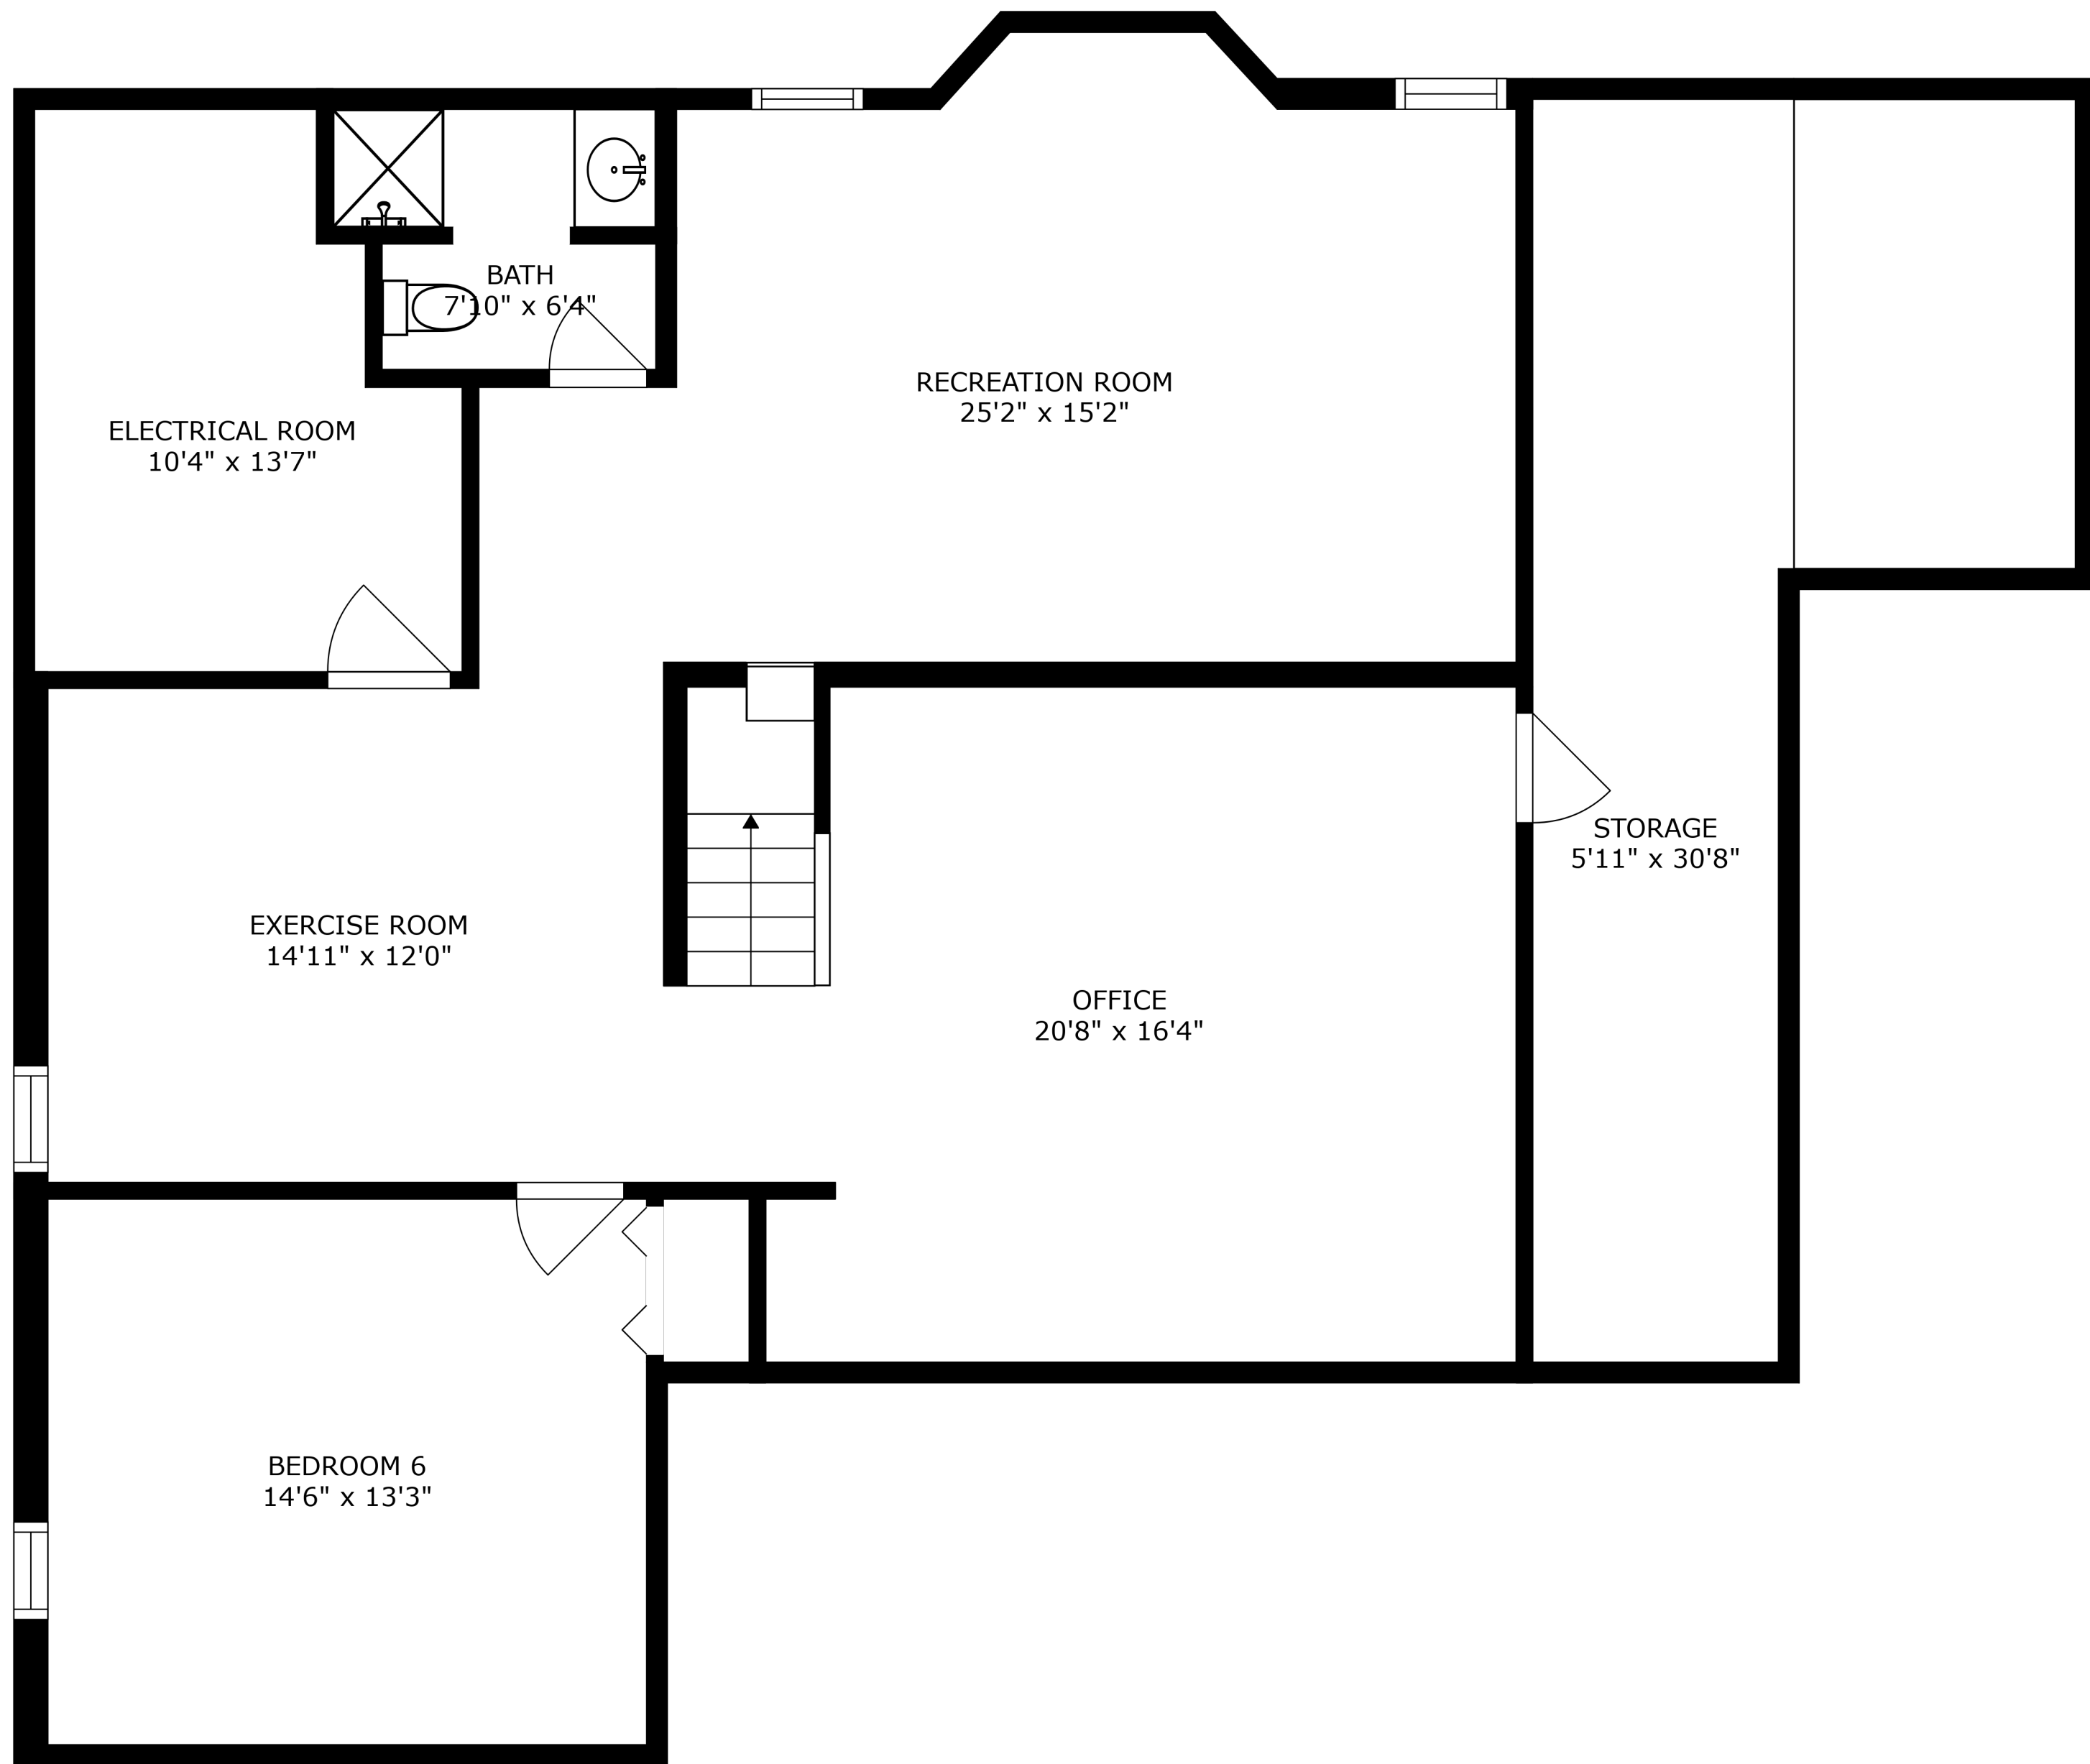 BATH
7'10" x 6'4"
RECREATION ROOM
25'2" x 15'2"
ELECTRICAL ROOM
10'4" x 13'7"
STORAGE
5'11" x 30'8"
EXERCISE ROOM
14'11" x 12'0"
OFFICE
20'8" x 16'4"
BEDROOM 6
14'6" x 13'3"